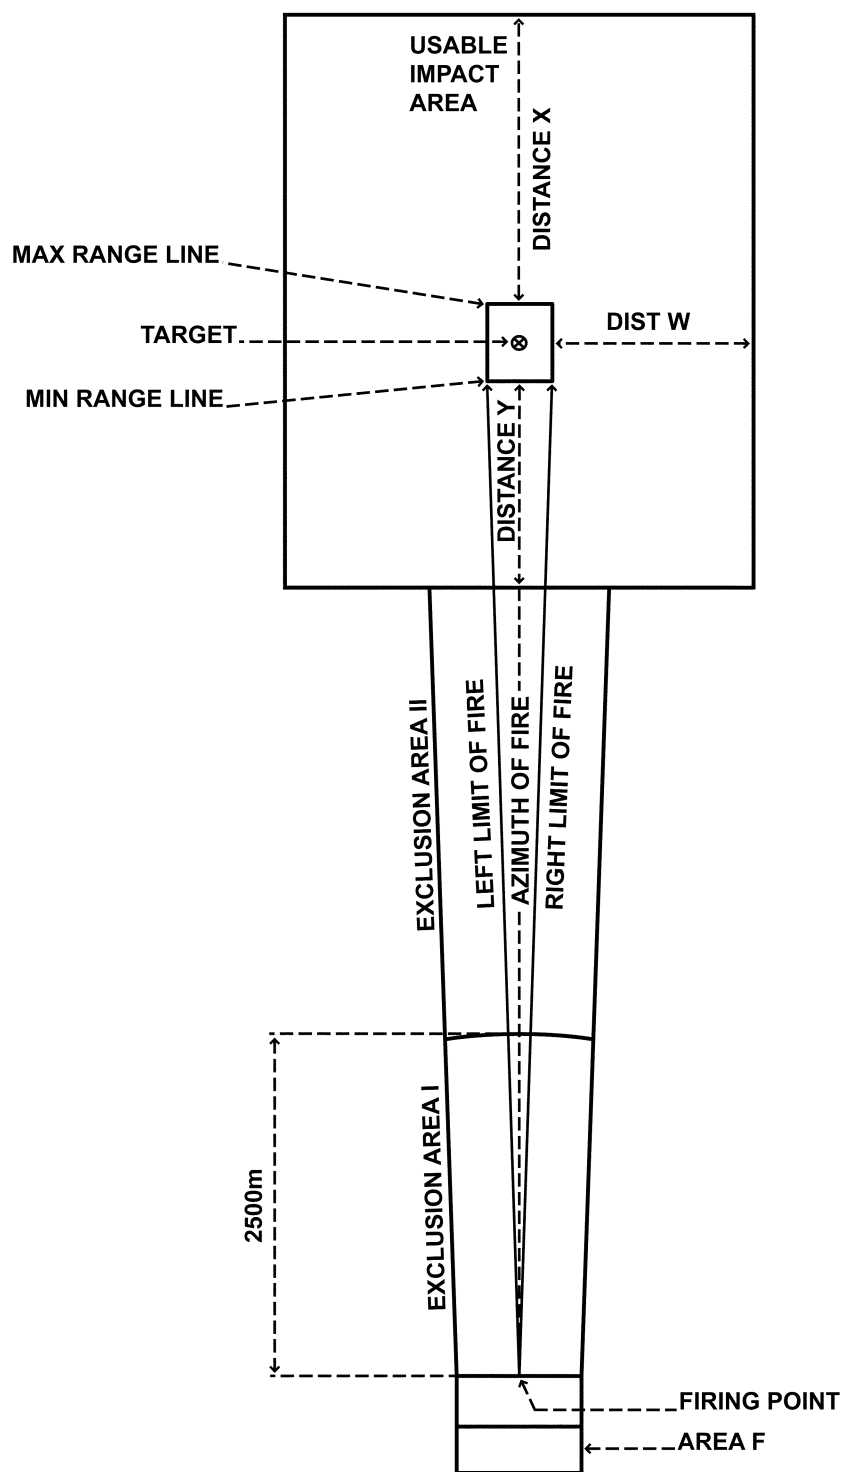 USABLE
IMPACT
AREA
DISTANCE X
MAX RANGE LINE
DIST W
TARGET
MIN RANGE LINE
DISTANCE Y
EXCLUSION AREA II
LEFT LIMIT OF FIRE
AZIMUTH OF FIRE
RIGHT LIMIT OF FIRE
EXCLUSION AREA I
2500m
FIRING POINT
AREA F